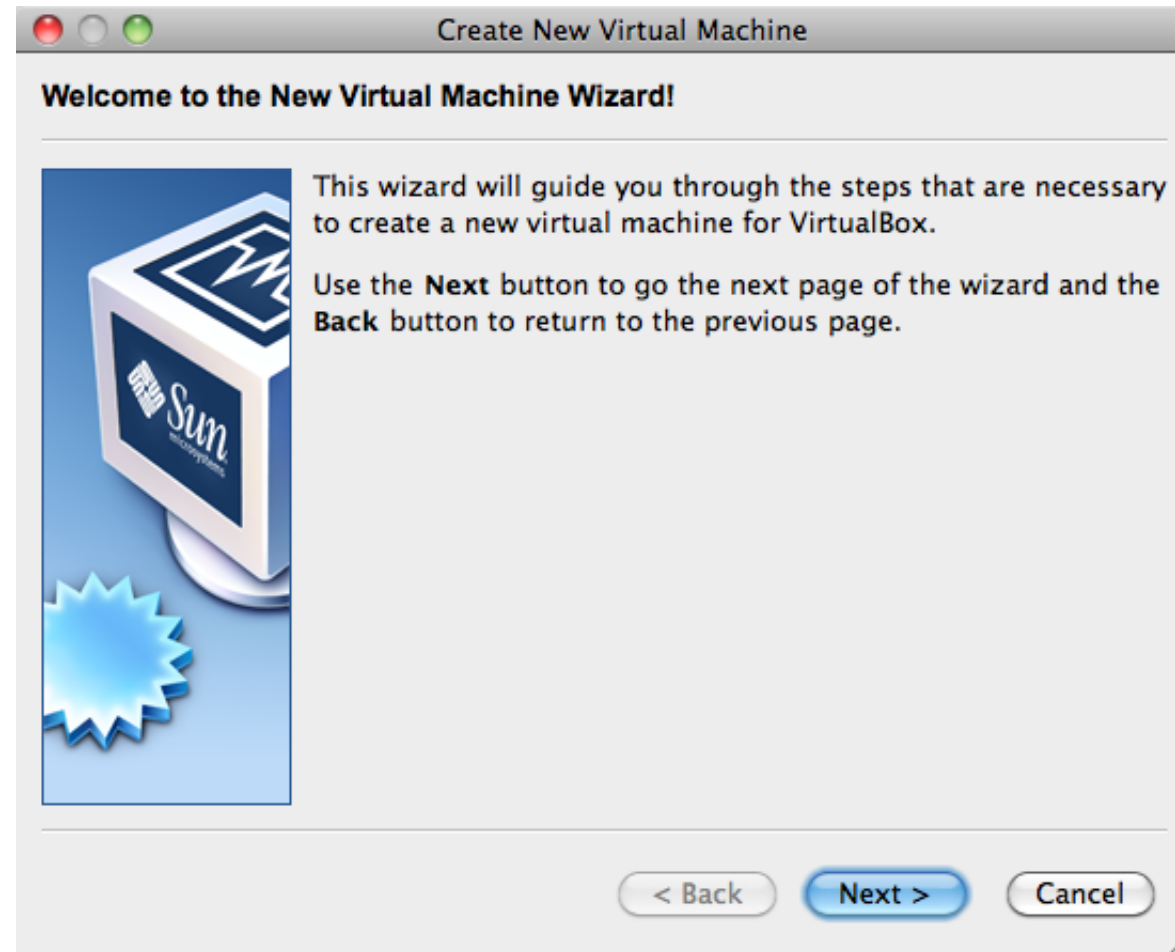 Create New Virtual Machine
Welcome to the New Virtual Machine Wizard!
This wizard will guide you through the steps that are necessary
to create a new virtual machine for VirtualBox.
Use the Next button to go the next page of the wizard and the
Back button to return to the previous page.
Sun
microsystems
< Back
Next >
Cancel